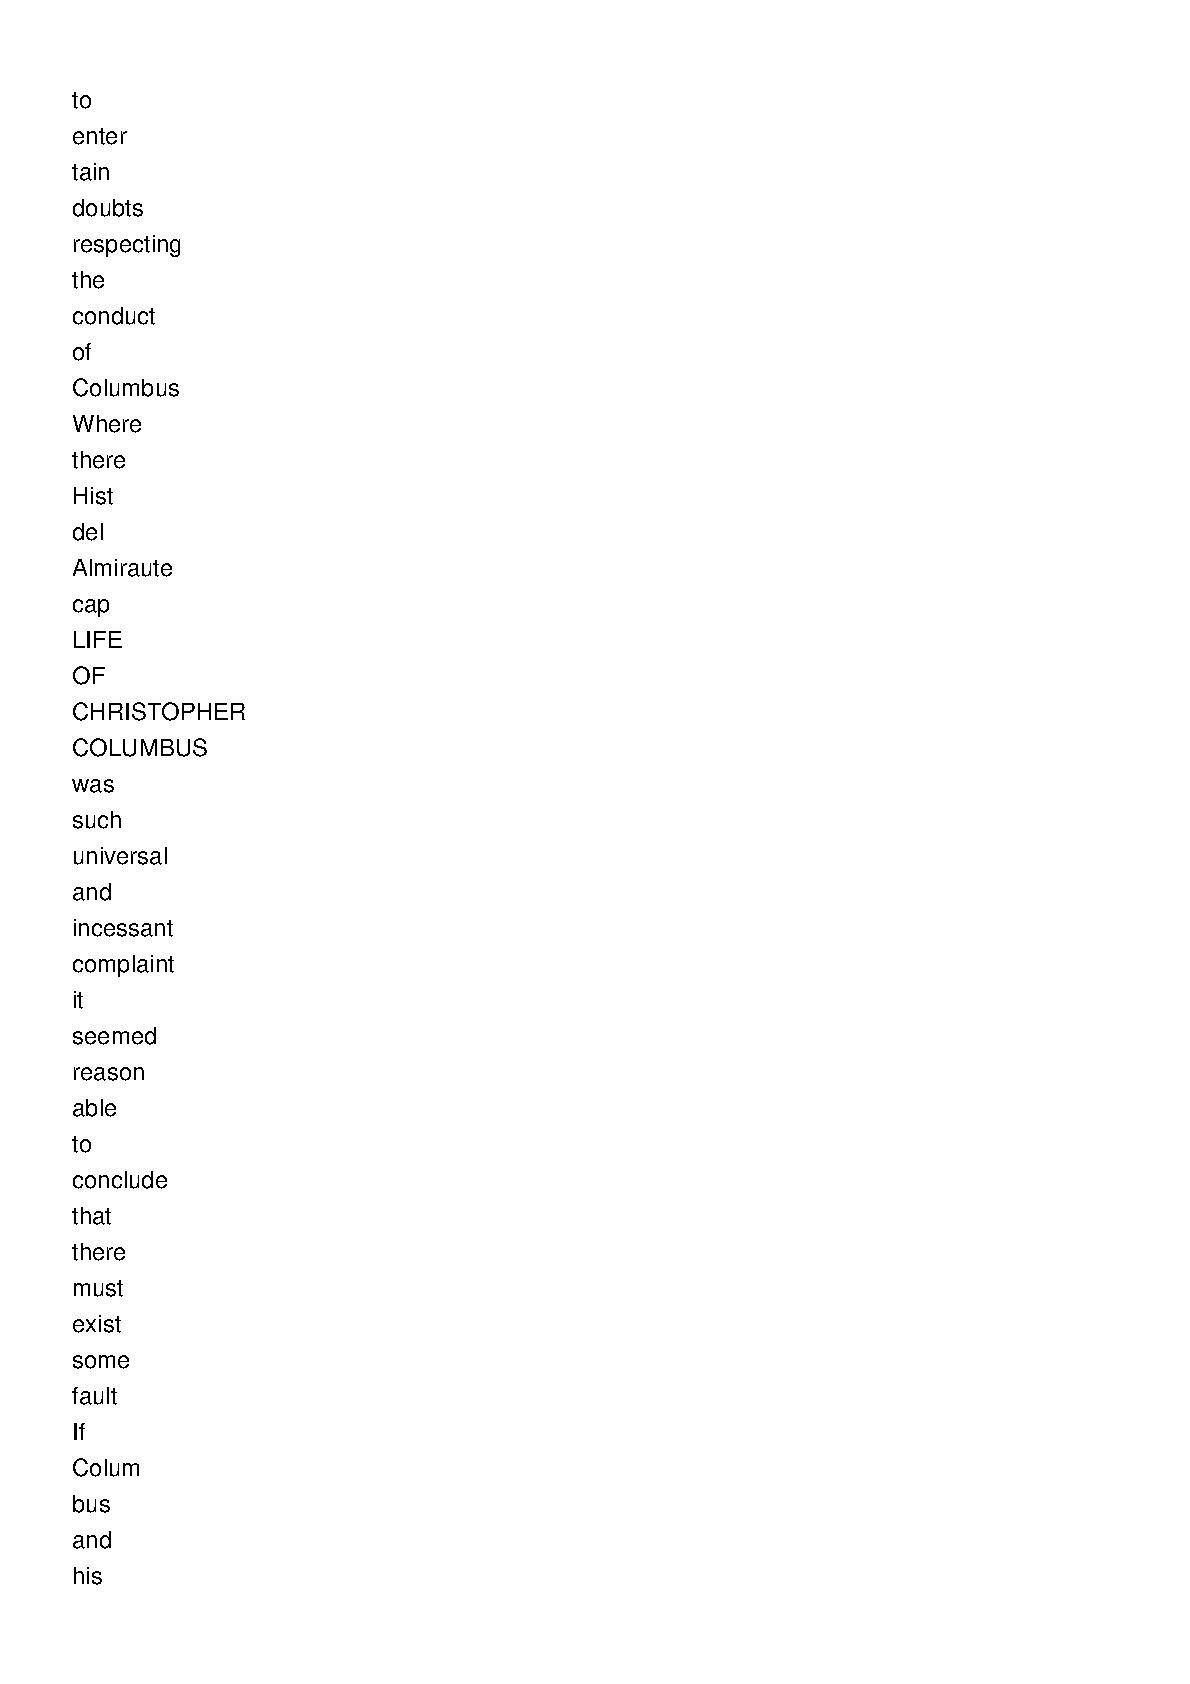 to
enter
tain
doubts
respecting
the
conduct
of
Columbus
Where
there
Hist
del
Almiraute
cap
LIFE
OF
CHRISTOPHER
COLUMBUS
was
such
universal
and
incessant
complaint
it
seemed
reason
able
to
conclude
that
there
must
exist
some
fault
If
Colum
bus
and
his